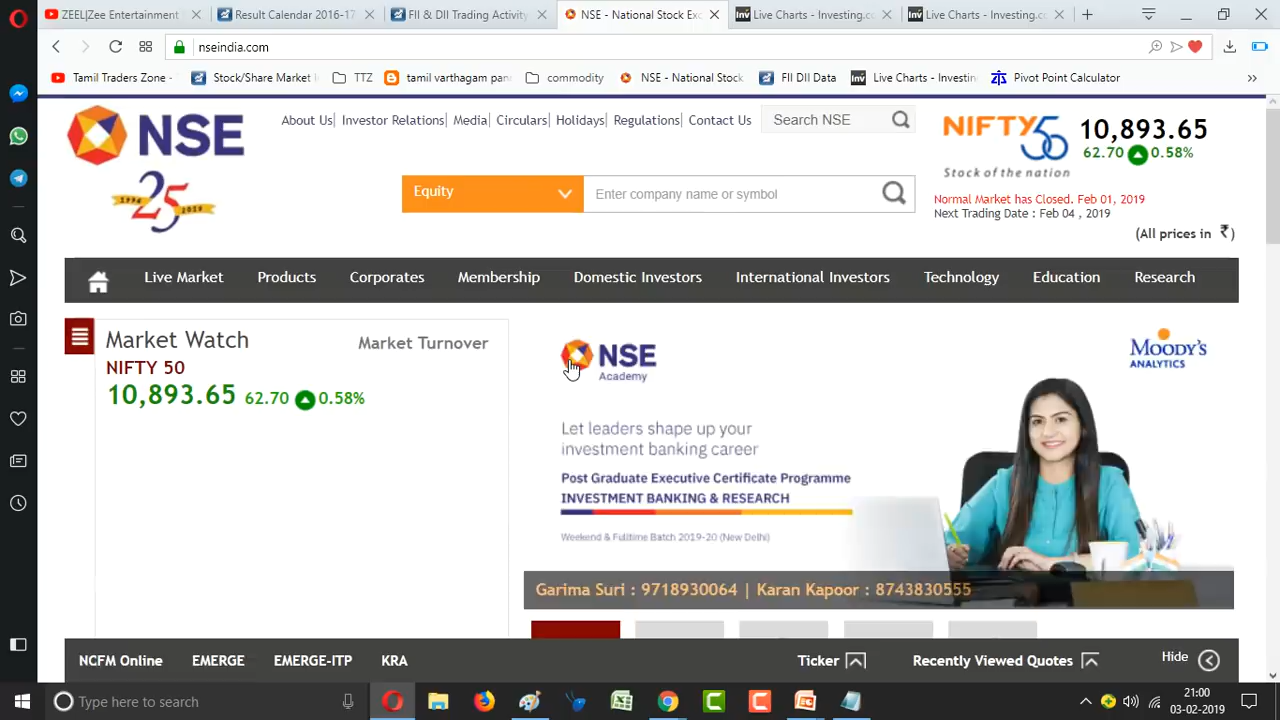 ZEEL|Zee Entertainment
Result Calendar 2016-17
FII & DII Trading Activity
NSE - National Stock Exc
Live Charts - Investing.co
Live Charts - Investing.co
nseindia.com
Tamil Traders Zone -
Stock/Share Market I
TTZ
tamil varthagam pan
commodity
NSE - National Stock
FII DII Data
Live Charts - Investin
Pivot Point Calculator
NSE
1994 25 2019
About Us| Investor Relations| Media| Circulars| Holidays| Regulations| Contact Us
Search NSE
Equity
Enter company name or symbol
NIFTY 50
Stock of the nation
10,893.65
62.70 0.58%
Normal Market has Closed. Feb 01, 2019
Next Trading Date : Feb 04 , 2019
(All prices in ₹)
Live Market Products Corporates Membership Domestic Investors International Investors Technology Education Research
Market Watch
Market Turnover
NIFTY 50
10,893.65 62.70 0.58%
NSE
Academy
MOODY'S
ANALYTICS
Let leaders shape up your
investment banking career
Post Graduate Executive Certificate Programme
INVESTMENT BANKING & RESEARCH
Weekend & Fulltime Batch 2019-20 (New Delhi)
Garima Suri : 9718930064 | Karan Kapoor : 8743830555
NCFM Online EMERGE EMERGE-ITP KRA
Ticker
Recently Viewed Quotes
Hide
Type here to search
21:00
03-02-2019